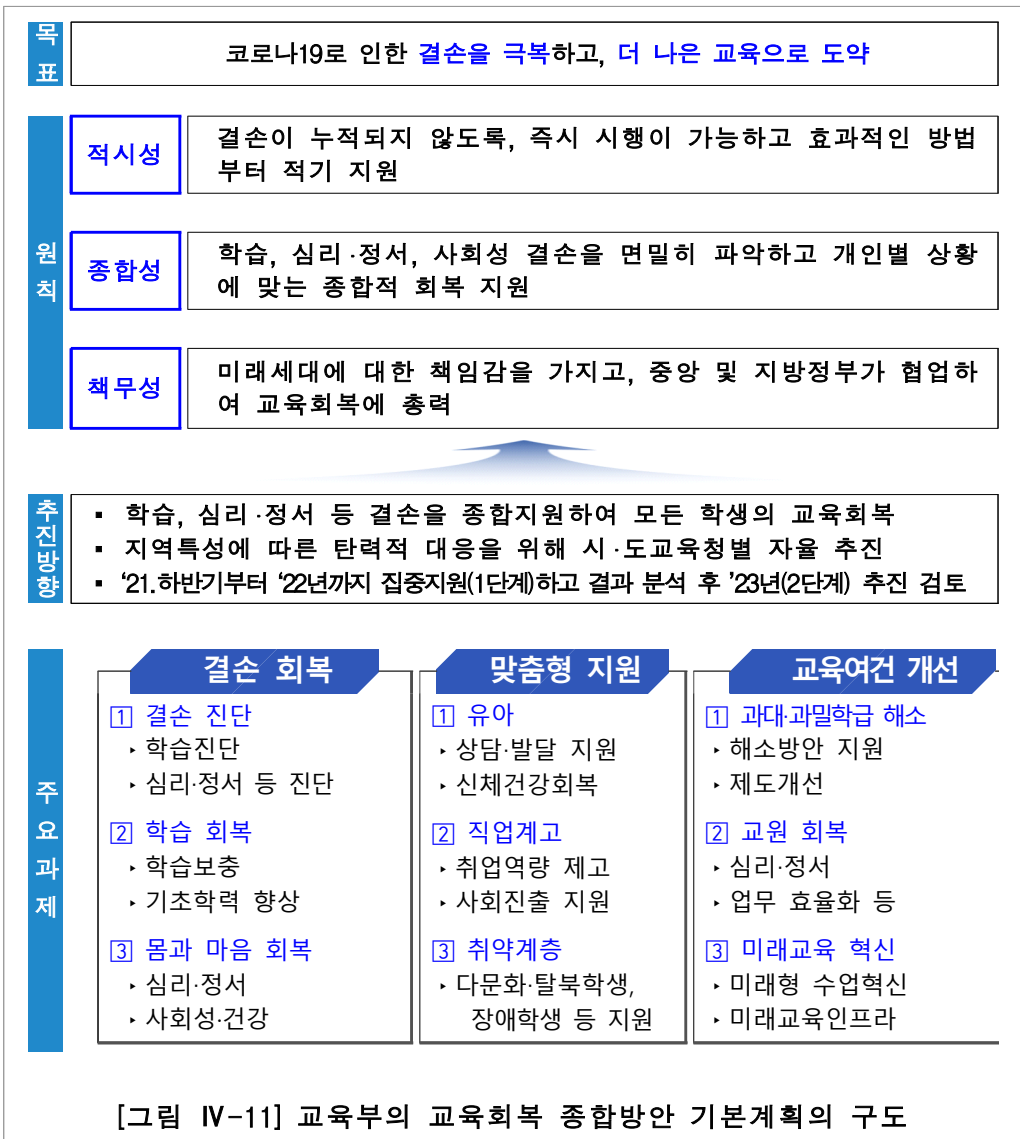 목표
코로나19로 인한 결손을 극복하고, 더 나은 교육으로 도약
원칙
적시성
결손이 누적되지 않도록, 즉시 시행이 가능하고 효과적인 방법
부터 적기 지원
종합성
학습, 심리·정서, 사회성 결손을 면밀히 파악하고 개인별 상황
에 맞는 종합적 회복 지원
책무성
미래세대에 대한 책임감을 가지고, 중앙 및 지방정부가 협업하
여 교육회복에 총력
추진방향
▪ 학습, 심리·정서 등 결손을 종합지원하여 모든 학생의 교육회복
▪ 지역특성에 따른 탄력적 대응을 위해 시·도교육청별 자율 추진
▪ ‘21.하반기부터 ‘22년까지 집중지원(1단계)하고 결과 분석 후 ’23년(2단계) 추진 검토
주요과제
결손 회복
1 결손 진단
‣ 학습진단
‣ 심리·정서 등 진단
2 학습 회복
‣ 학습보충
‣ 기초학력 향상
3 몸과 마음 회복
‣ 심리·정서
‣ 사회성·건강
맞춤형 지원
1 유아
‣ 상담·발달 지원
‣ 신체건강회복
2 직업계고
‣ 취업역량 제고
‣ 사회진출 지원
3 취약계층
‣ 다문화·탈북학생,
장애학생 등 지원
교육여건 개선
1 과대·과밀학급 해소
‣ 해소방안 지원
‣ 제도개선
2 교원 회복
‣ 심리·정서
‣ 업무 효율화 등
3 미래교육 혁신
‣ 미래형 수업혁신
‣ 미래교육인프라
[그림 Ⅳ-11] 교육부의 교육회복 종합방안 기본계획의 구도